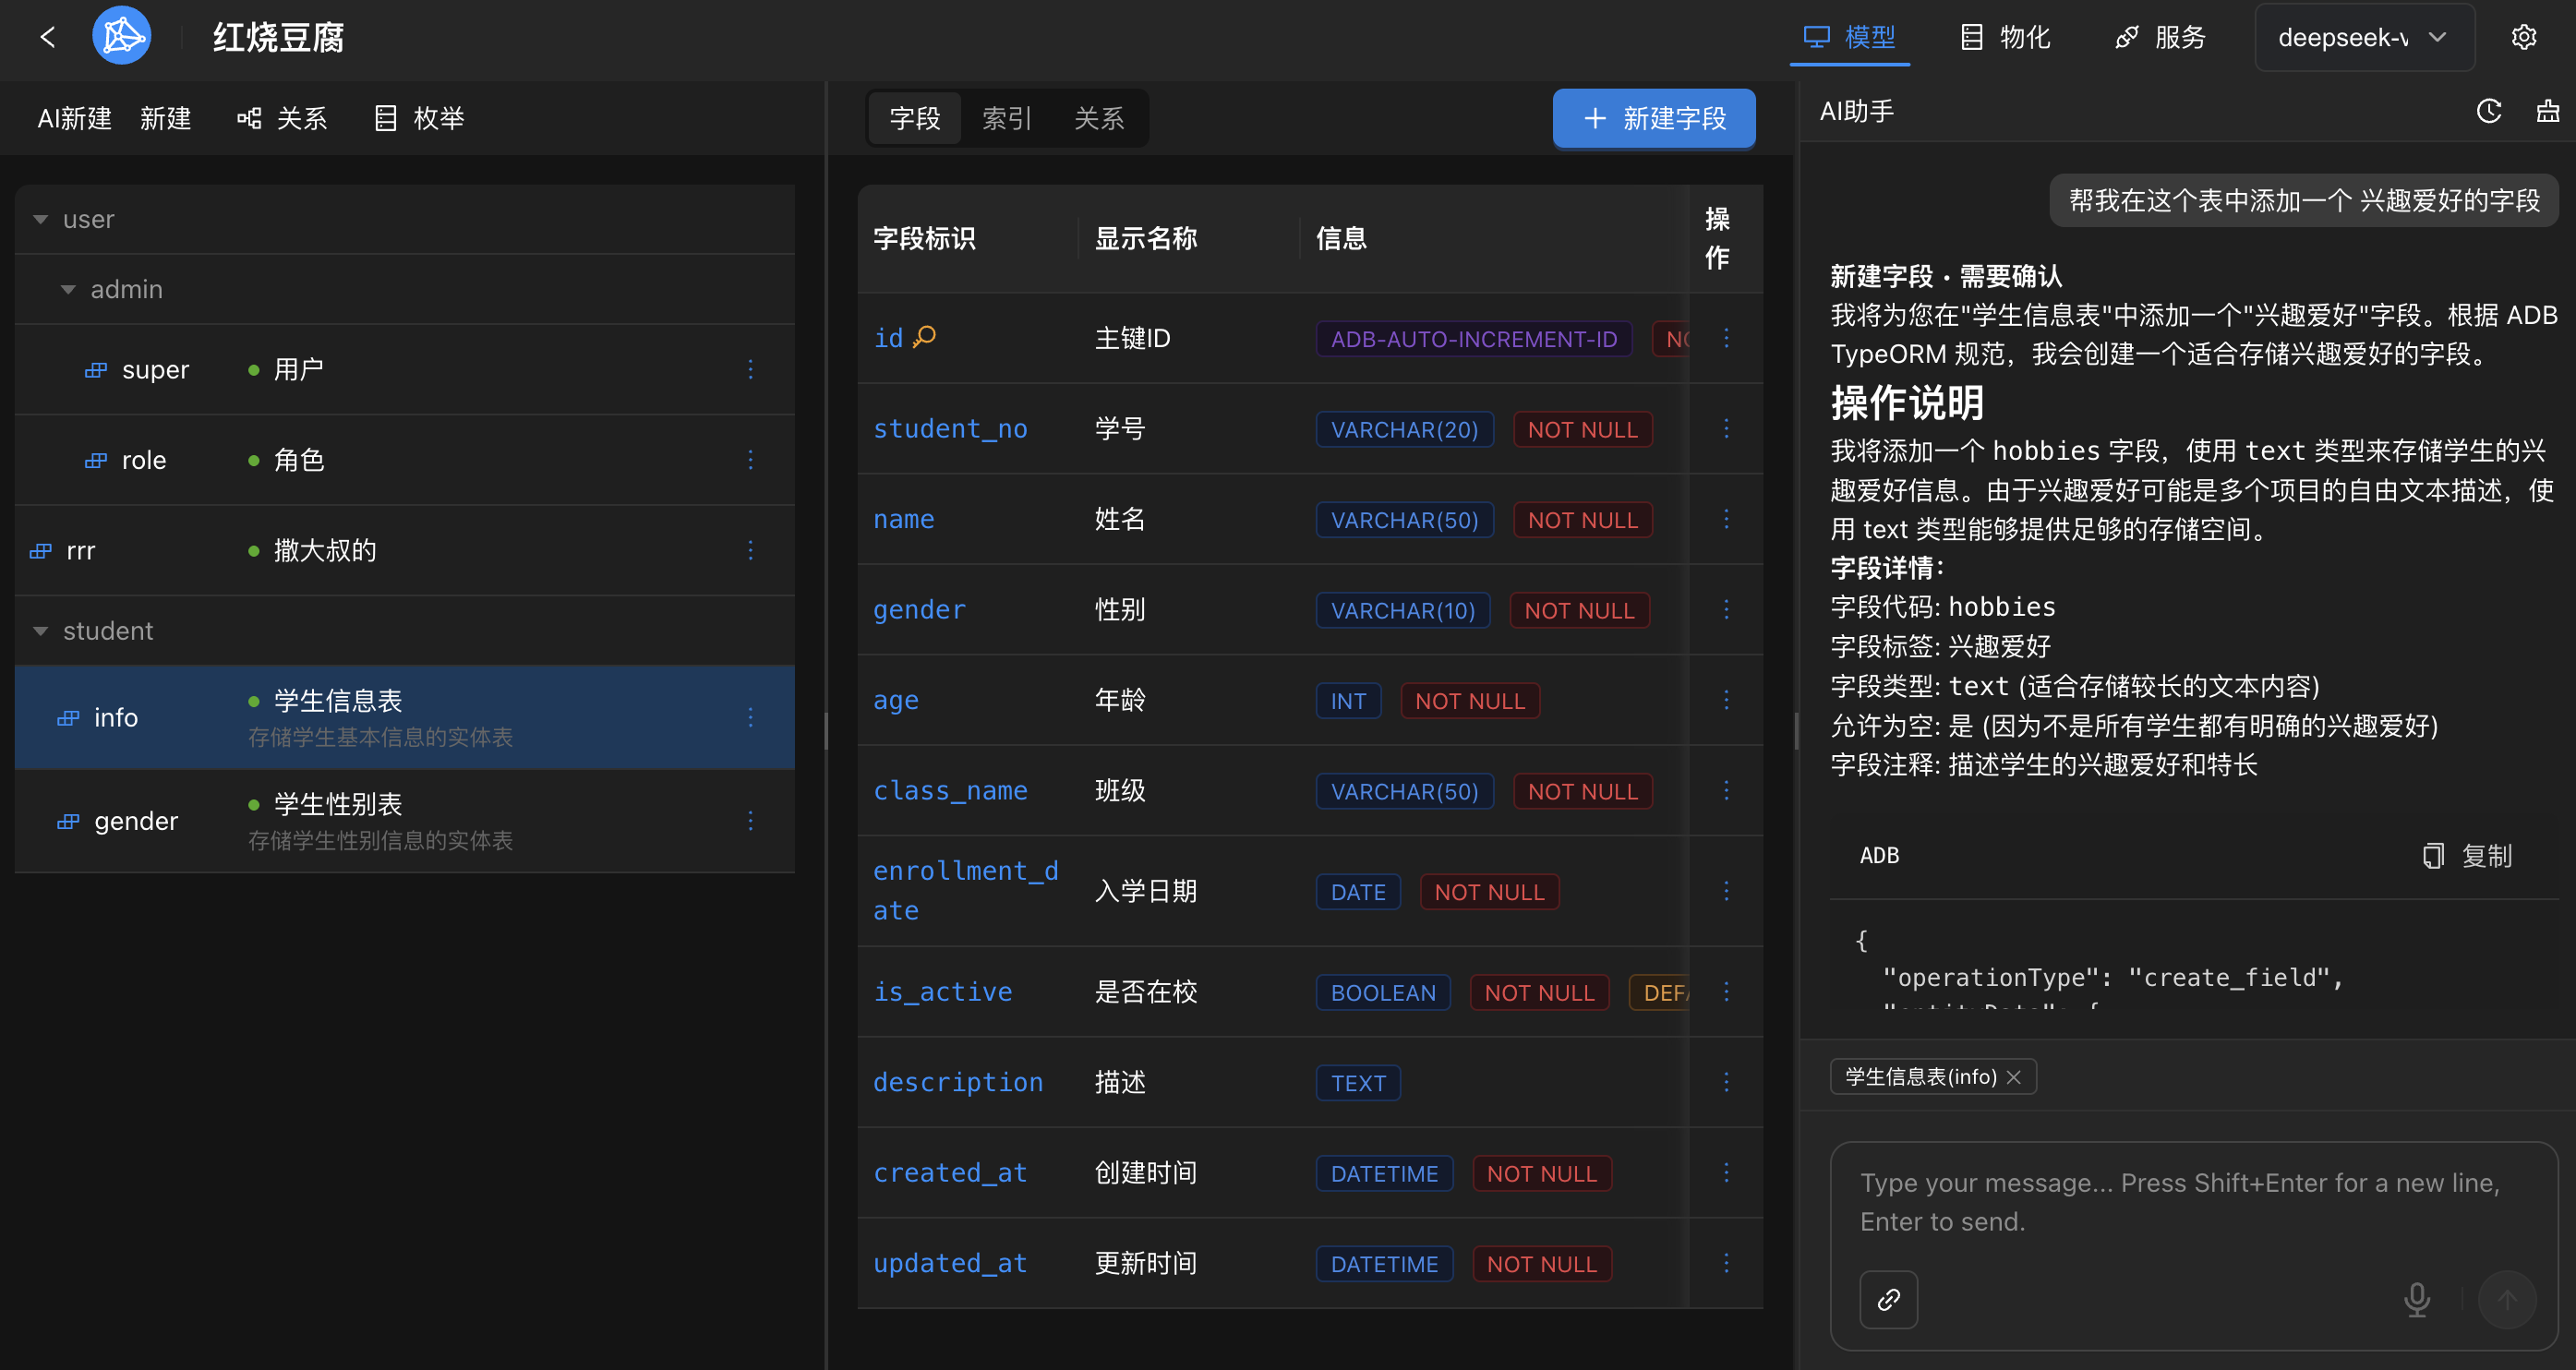 红烧豆腐
模型
物化
服务
deepseek-v
AI新建
新建
关系
枚举
user
admin
super
用户
role
角色
rrr
撒大叔的
student
info
学生信息表
存储学生基本信息的实体表
gender
学生性别表
存储学生性别信息的实体表
字段
索引
关系
新建字段
字段标识
显示名称
信息
操
作
id
主键ID
ADB-AUTO-INCREMENT-ID
NO
student_no
学号
VARCHAR(20)
NOT NULL
name
姓名
VARCHAR(50)
NOT NULL
gender
性别
VARCHAR(10)
NOT NULL
age
年龄
INT
NOT NULL
class_name
班级
VARCHAR(50)
NOT NULL
enrollment_d
ate
入学日期
DATE
NOT NULL
is_active
是否在校
BOOLEAN
NOT NULL
DEFA
description
描述
TEXT
created_at
创建时间
DATETIME
NOT NULL
updated_at
更新时间
DATETIME
NOT NULL
AI助手
帮我在这个表中添加一个 兴趣爱好的字段
新建字段 · 需要确认
我将为您在"学生信息表"中添加一个"兴趣爱好"字段。根据 ADB
TypeORM 规范，我会创建一个适合存储兴趣爱好的字段。
操作说明
我将添加一个 hobbies 字段，使用 text 类型来存储学生的兴
趣爱好信息。由于兴趣爱好可能是多个项目的自由文本描述，使
用 text 类型能够提供足够的存储空间。
字段详情：
字段代码: hobbies
字段标签: 兴趣爱好
字段类型: text (适合存储较长的文本内容)
允许为空: 是 (因为不是所有学生都有明确的兴趣爱好)
字段注释: 描述学生的兴趣爱好和特长
ADB
复制
{
"operationType": "create_field",
学生信息表(info)
Type your message... Press Shift+Enter for a new line,
Enter to send.